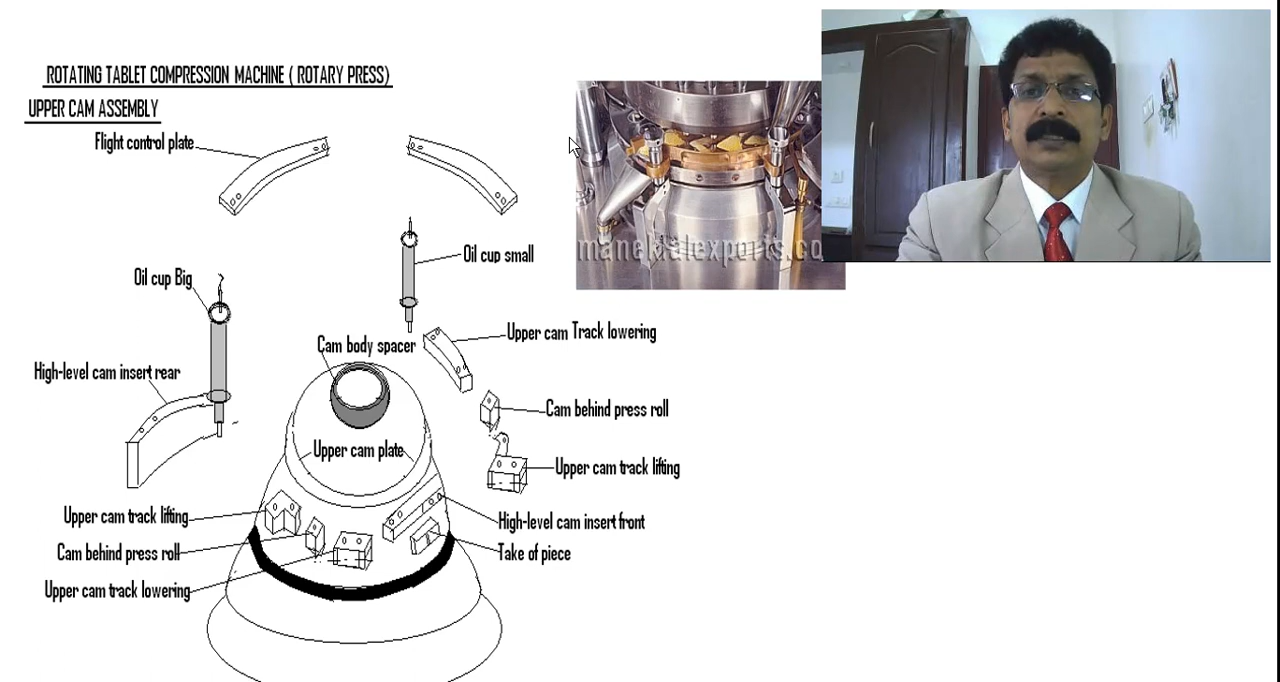 ROTATING TABLET COMPRESSION MACHINE ( ROTARY PRESS)
UPPER CAM ASSEMBLY
Flight control plate
Oil cup small
Oil cup Big
Upper cam Track lowering
Cam body spacer
High-level cam insert rear
Cam behind press roll
Upper cam plate
Upper cam track lifting
Upper cam track lifting
High-level cam insert front
Cam behind press roll
Take of piece
Upper cam track lowering
maneklalexports.co